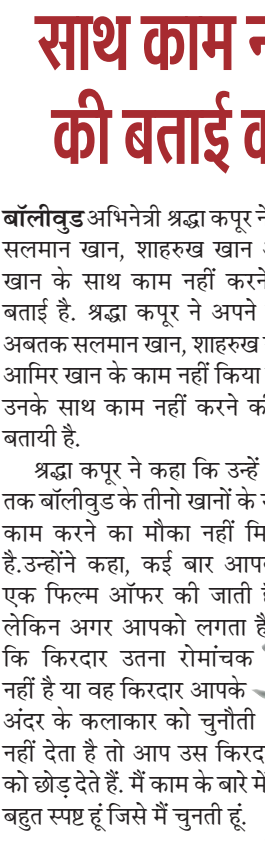 साथ काम न
की बताई व
बॉलीवुड अभिनेत्री श्रद्धा कपूर ने
सलमान खान, शाहरुख खान
खान के साथ काम नहीं करने
बताई है. श्रद्धा कपूर ने अपने
अबतक सलमान खान, शाहरुख
आमिर खान के काम नहीं किया
उनके साथ काम नहीं करने की
बतायी है.
श्रद्धा कपूर ने कहा कि उन्हें
तक बॉलीवुड के तीनो खानों के
काम करने का मौका नहीं मि
है.उन्होंने कहा, कई बार आपक
एक फिल्म ऑफर की जाती है
लेकिन अगर आपको लगता है
कि किरदार उतना रोमांचक
नहीं है या वह किरदार आपके
अंदर के कलाकार को चुनौती
नहीं देता है तो आप उस किरद
को छोड़ देते हैं. मैं काम के बारे में
बहुत स्पष्ट हूं जिसे मैं चुनती हूं.